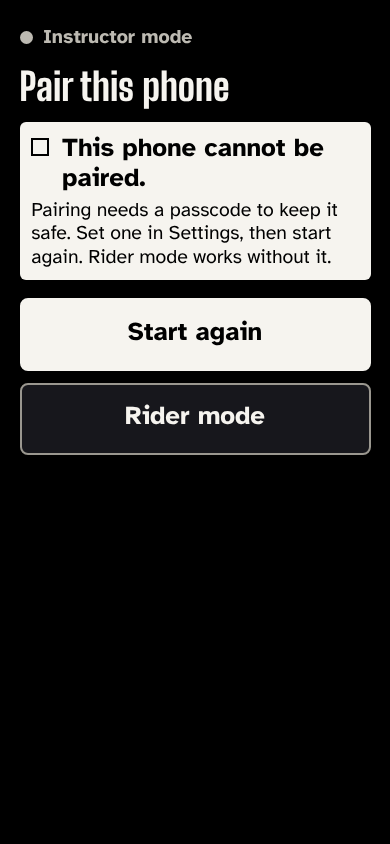 Instructor mode
Pair this phone
This phone cannot be
paired.
Pairing needs a passcode to keep it
safe. Set one in Settings, then start
again. Rider mode works without it.
Start again
Rider mode